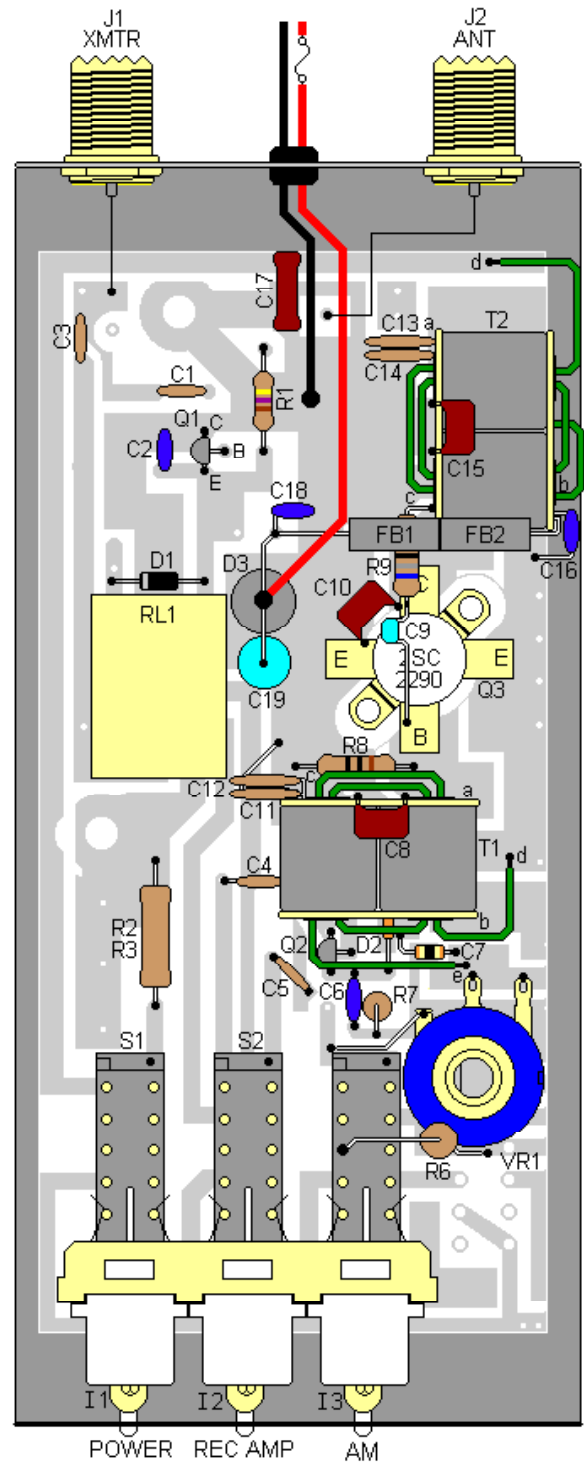 J1
XMTR
J2
ANT
d
C17
C3
C13 a
T2
C14
C1
R1
Q1
C
C2
B
E
C15
C18
c
b
FB1
FB2
C16
D1
D3
R9
C
RL1
C10
C9
E
2SC
2290
E
Q3
C19
B
R8
c
C12
a
C11
C8
T1
d
C4
R2
R3
b
Q2
D2
C7
e
C5
C6
R7
S1
S2
R6
VR1
I1
I2
I3
POWER
REC AMP
AM